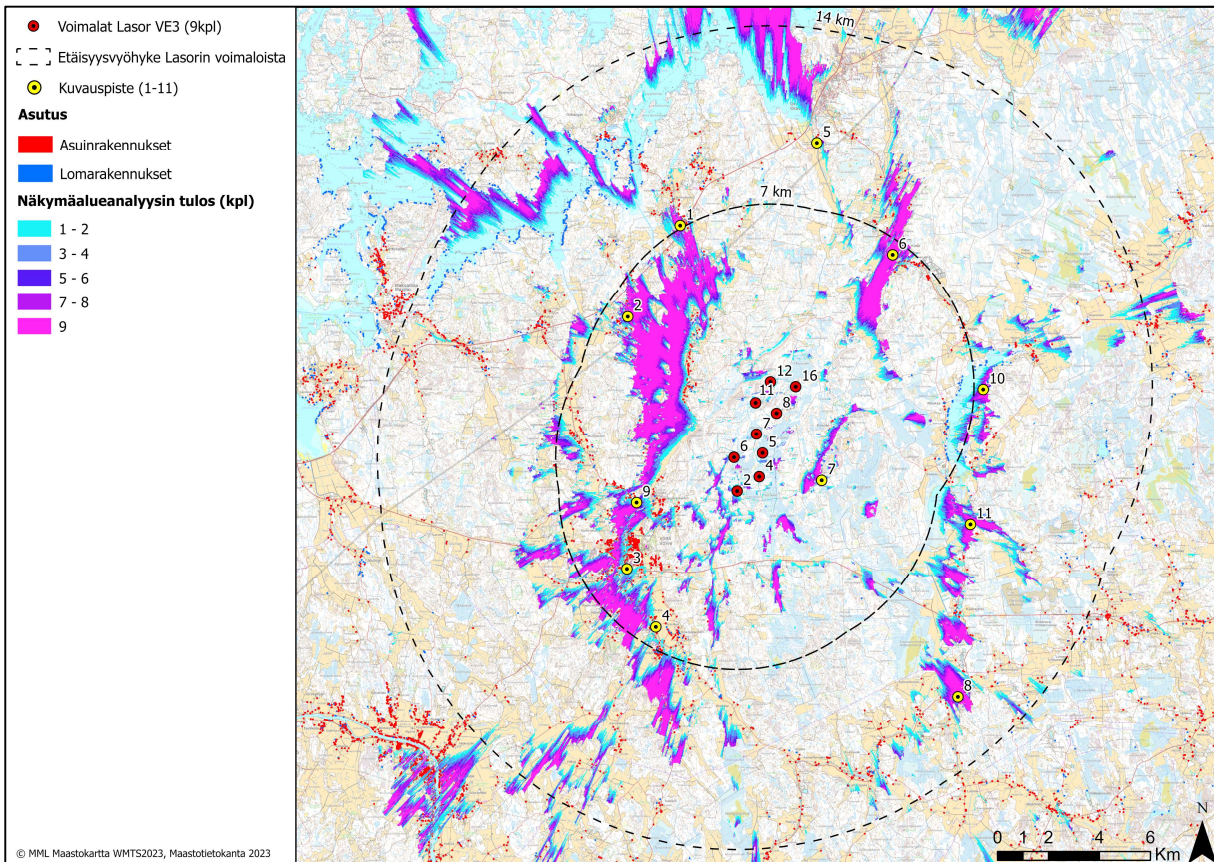 Voimalat Lasor VE3 (9kpl)
Etäisyysvyöhyke Lasorin voimaloista
Kuvauspiste (1-11)
Asutus
Asuinrakennukset
Lomarakennukset
Näkymäalueanalyysin tulos (kpl)
1 - 2
3 - 4
5 - 6
7 - 8
9
© MML Maastokartta WMTS2023, Maastotietokanta 2023
14 km
5
7 km
1
6
2
12
16
10
11
8
7
5
6
4
7
2
9
11
3
4
8
N
0 1 2 4 6
Km